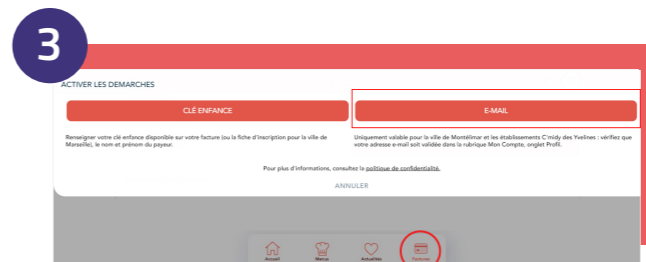 3
ACTIVER LES DEMARCHES
CLÉ ENFANCE
E-MAIL
Renseigner votre clé enfance disponible sur votre facture (ou la fiche d'inscription pour la ville de
Marseille), le nom et prénom du payeur.
Uniquement valable pour la ville de Montélimar et les établissements C'midy des Yvelines : vérifiez que
votre adresse e-mail soit validée dans la rubrique Mon Compte, onglet Profil.
Pour plus d'informations, consultez la politique de confidentialité.
ANNULER
Accueil
Menus
Actualités
Factures